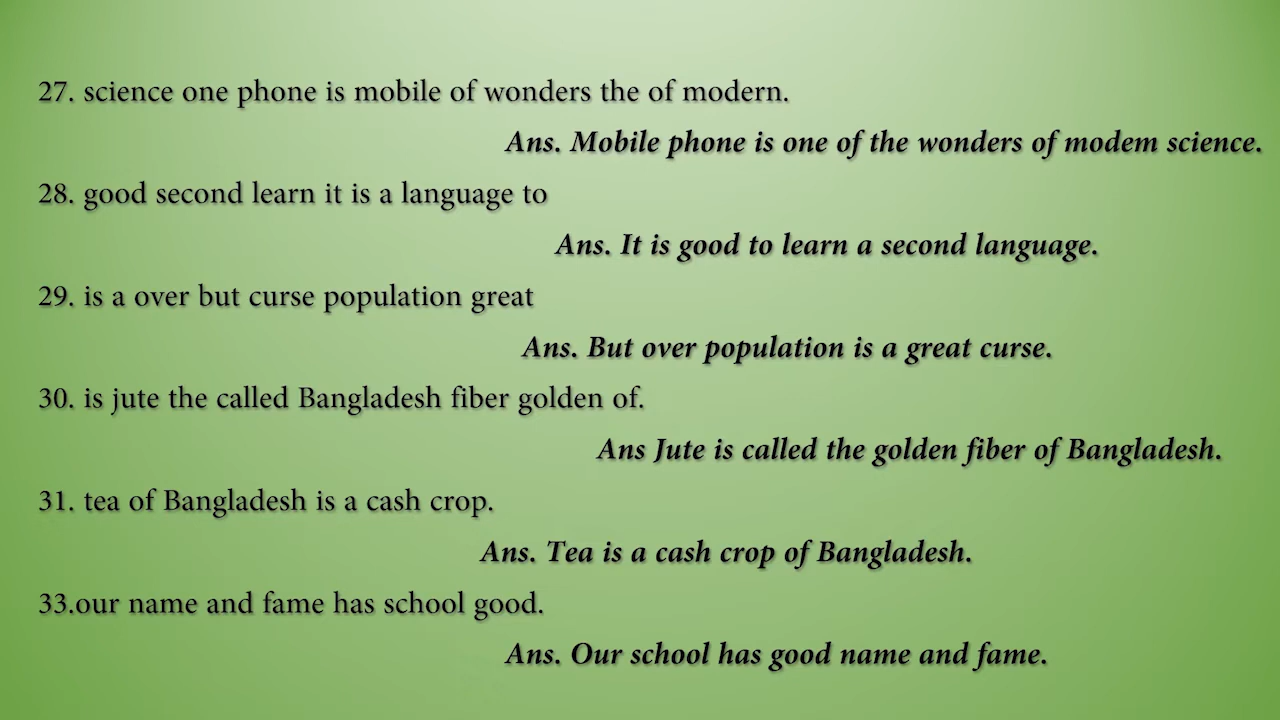 27. science one phone is mobile of wonders the of modern.
Ans. Mobile phone is one of the wonders of modem science.
28. good second learn it is a language to
Ans. It is good to learn a second language.
29. is a over but curse population great
Ans. But over population is a great curse.
30. is jute the called Bangladesh fiber golden of.
Ans Jute is called the golden fiber of Bangladesh.
31. tea of Bangladesh is a cash crop.
Ans. Tea is a cash crop of Bangladesh.
33.our name and fame has school good.
Ans. Our school has good name and fame.